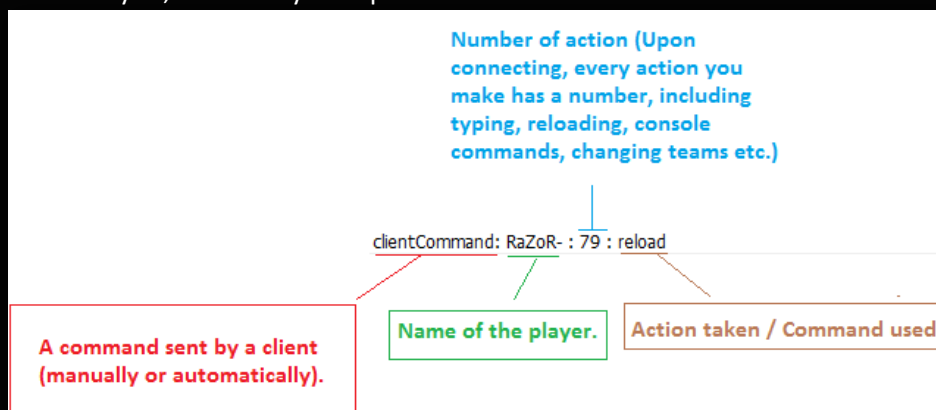 Number of action (Upon
connecting, every action you
make has a number, including
typing, reloading, console
commands, changing teams etc.)
clientCommand: RaZoR- : 79 : reload
A command sent by a client
(manually or automatically).
Name of the player.
Action taken / Command used